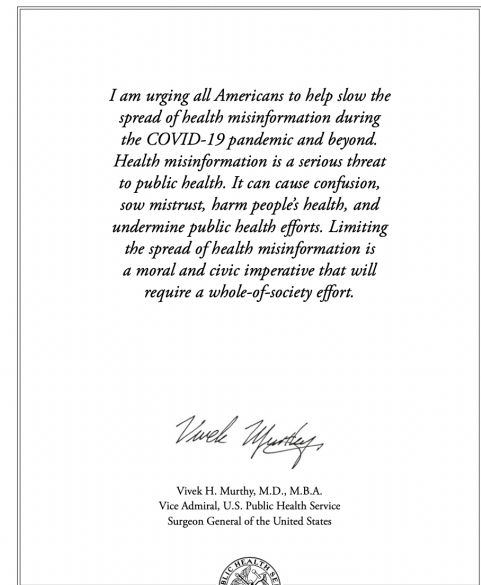 I am urging all Americans to help slow the
spread of health misinformation during
the COVID-19 pandemic and beyond.
Health misinformation is a serious threat
to public health. It can cause confusion,
sow mistrust, harm people's health, and
undermine public health efforts. Limiting
the spread of health misinformation is
a moral and civic imperative that will
require a whole-of-society effort.
Vivek Murthy
Vivek H. Murthy, M.D., M.B.A.
Vice Admiral, U.S. Public Health Service
Surgeon General of the United States
LIC HEALTH SE